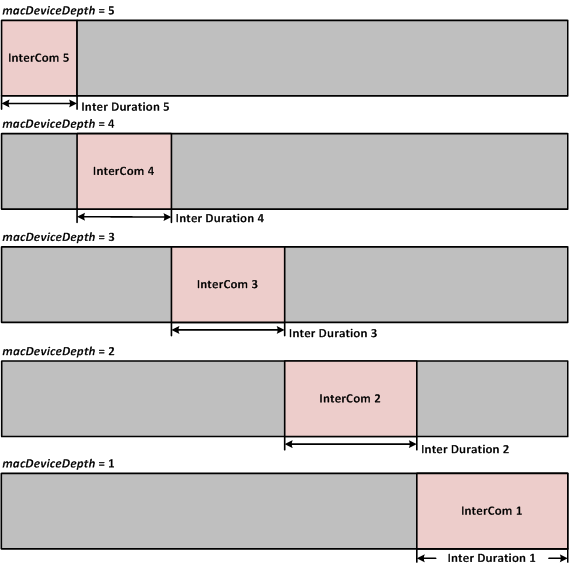 macDeviceDepth = 5
InterCom 5
Inter Duration 5
macDeviceDepth = 4
InterCom 4
Inter Duration 4
macDeviceDepth = 3
InterCom 3
Inter Duration 3
macDeviceDepth = 2
InterCom 2
Inter Duration 2
macDeviceDepth = 1
InterCom 1
Inter Duration 1